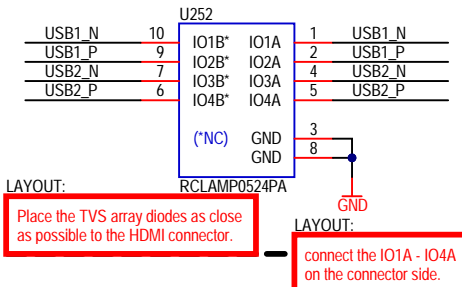 U252
USB1_N 10 IO1B* IO1A 1 USB1_N
USB1_P 9 IO2B* IO2A 2 USB1_P
USB2_N 7 IO3B* IO3A 4 USB2_N
USB2_P 6 IO4B* IO4A 5 USB2_P
(*NC) GND 3
GND 8
RCLAMP0524PA
GND
LAYOUT:
Place the TVS array diodes as close
as possible to the HDMI connector.
LAYOUT:
connect the IO1A - IO4A
on the connector side.